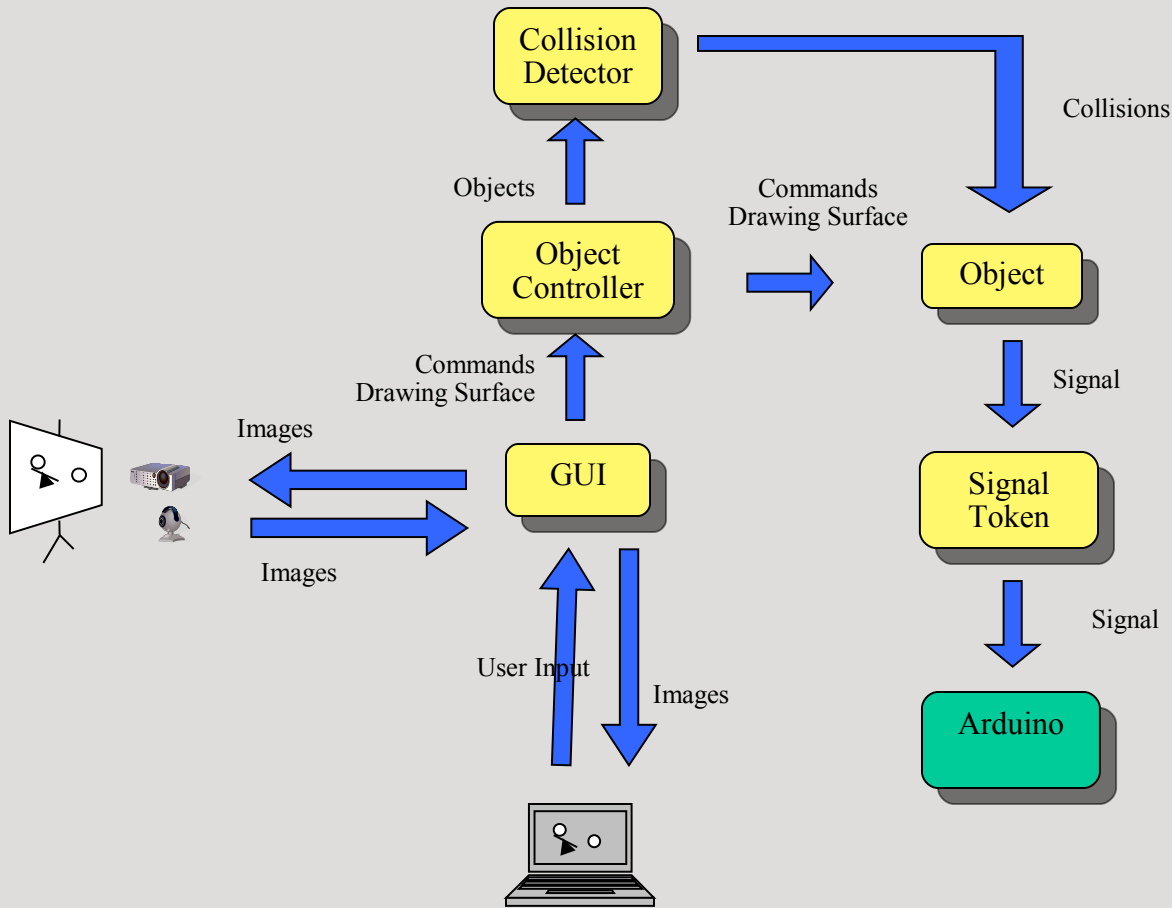 Collision
Detector
Collisions
Objects
Commands
Drawing Surface
Object
Controller
Object
Commands
Drawing Surface
Signal
Images
GUI
Signal
Token
Images
Signal
User Input
Images
Arduino